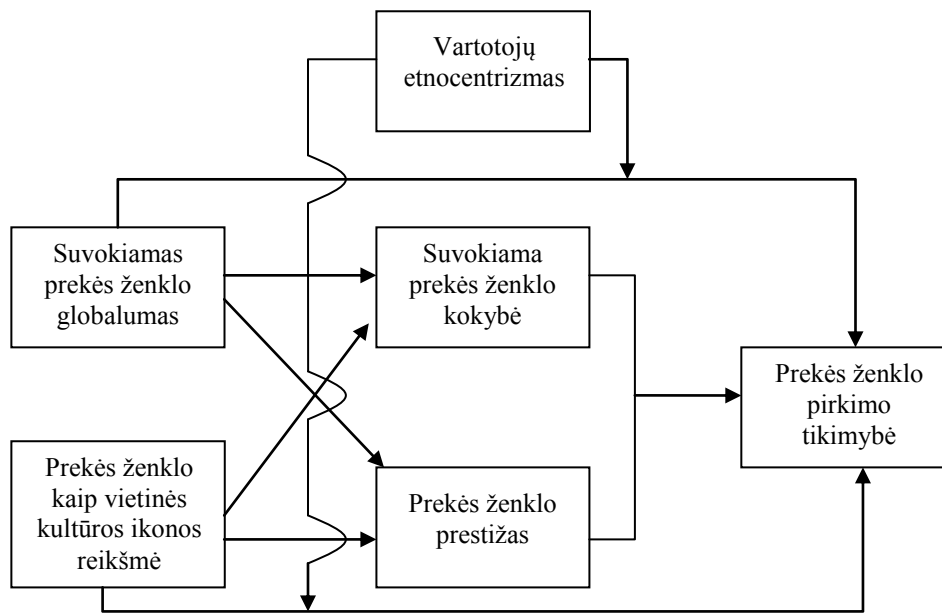 Vartotojų
etnocentrizmas
Suvokiamas
prekės ženklo
globalumas
Suvokiama
prekės ženklo
kokybė
Prekės ženklo
pirkimo
tikimybė
Prekės ženklo
kaip vietinės
kultūros ikonos
reikšmė
Prekės ženklo
prestižas